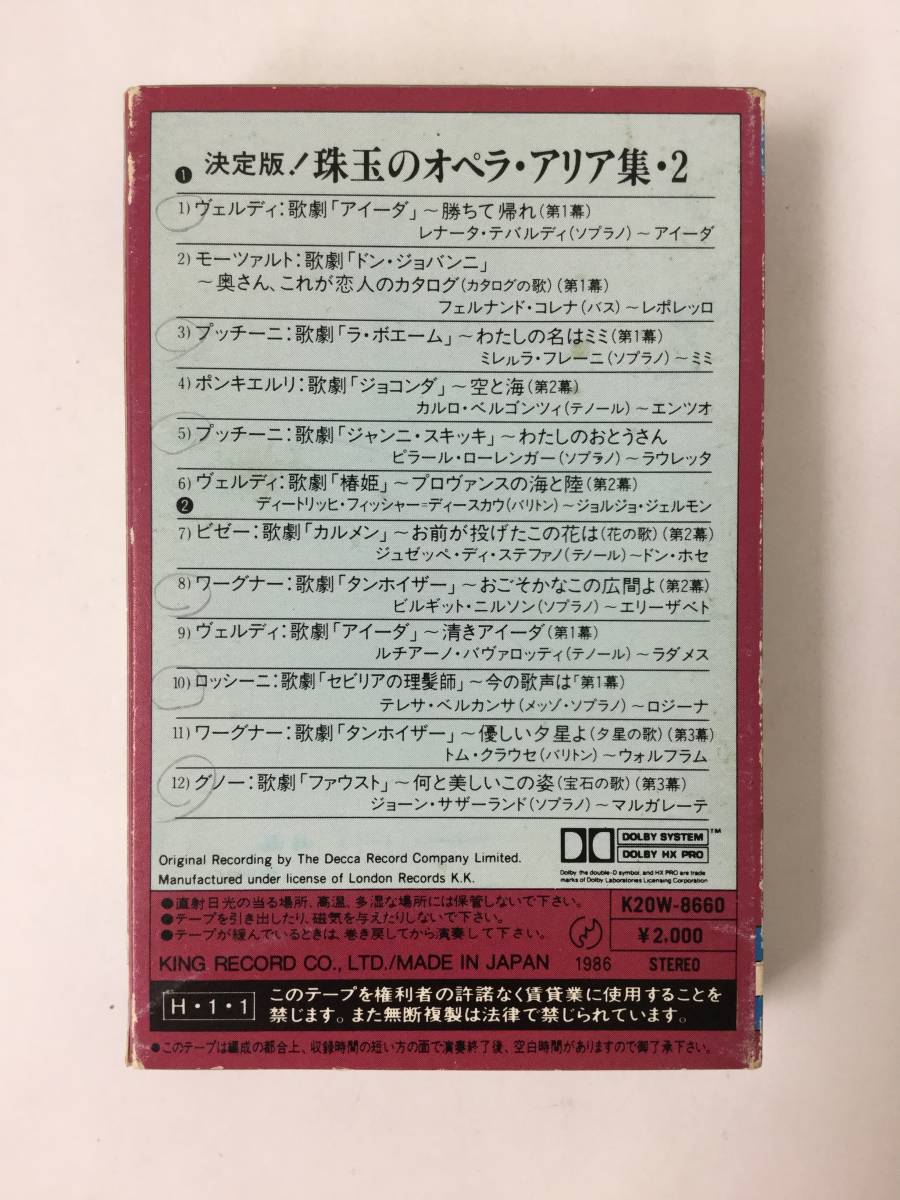 ❶ 決定版!珠玉のオペラ・アリア集・2
1)ヴェルディ:歌劇「アイーダ」~勝ちて帰れ(第1幕)
レナータ・テバルディ(ソプラノ)~アイーダ
2)モーツァルト:歌劇「ドン・ジョバンニ」
~奥さん、これが恋人のカタログ(カタログの歌)(第1幕)
フェルナンド・コレナ(バス)~レポレッロ
3)プッチーニ:歌劇「ラ・ボエーム」~わたしの名はミミ(第1幕)
ミレルラ・フレーニ(ソプラノ)~ミミ
4)ポンキエルリ:歌劇「ジョコンダ」~空と海(第2幕)
カルロ・ベルゴンツィ(テノール)~エンツオ
5)プッチーニ:歌劇「ジャンニ・スキッキ」~わたしのおとうさん
ピラール・ローレンガー(ソプラノ)~ラウレッタ
6)ヴェルディ:歌劇「椿姫」~プロヴァンスの海と陸(第2幕)
❷ ディートリッヒ・フィッシャー=ディースカウ(バリトン)~ジョルジョ・ジェルモン
7)ビゼー:歌劇「カルメン」~お前が投げたこの花は(花の歌)(第2幕)
ジュゼッペ・ディ・ステファノ(テノール)~ドン・ホセ
8)ワーグナー:歌劇「タンホイザー」~おごそかなこの広間よ(第2幕)
ビルギット・ニルソン(ソプラノ)~エリーザベト
9)ヴェルディ:歌劇「アイーダ」~清きアイーダ(第1幕)
ルチアーノ・パヴァロッティ(テノール)~ラダメス
10)ロッシーニ:歌劇「セビリアの理髪師」~今の歌声は「第1幕)
テレサ・ベルカンサ(メッゾ・ソプラノ)~ロジーナ
11)ワーグナー:歌劇「タンホイザー」~優しい夕星よ(夕星の歌)(第3幕)
トム・クラウセ(バリトン)~ウォルフラム
12)グノー:歌劇「ファウスト」~何と美しいこの姿(宝石の歌)(第3幕)
ジョーン・サザーランド(ソプラノ)~マルガレーテ
DOLBY SYSTEM™
DOLBY HX PRO
Original Recording by The Decca Record Company Limited.
Manufactured under license of London Records K.K.
Dolby the double-D symbol, and HX PRO are trade
marks of Dolby Laboratories Licensing Corporation
●直射日光の当る場所、高温、多湿な場所には保管しないで下さい。
●テープを引き出したり、磁気を与えたりしないで下さい。
●テープが緩んでいるときは、巻き戻してから演奏して下さい。
K20W-8660
¥2,000
KING RECORD CO., LTD./MADE IN JAPAN 1986 STEREO
H・1・1
このテープを権利者の許諾なく賃貸業に使用することを
禁じます。また無断複製は法律で禁じられています。
●このテープは編成の都合上、収録時間の短い方の面で演奏終了後、空白時間がありますので御了承下さい。